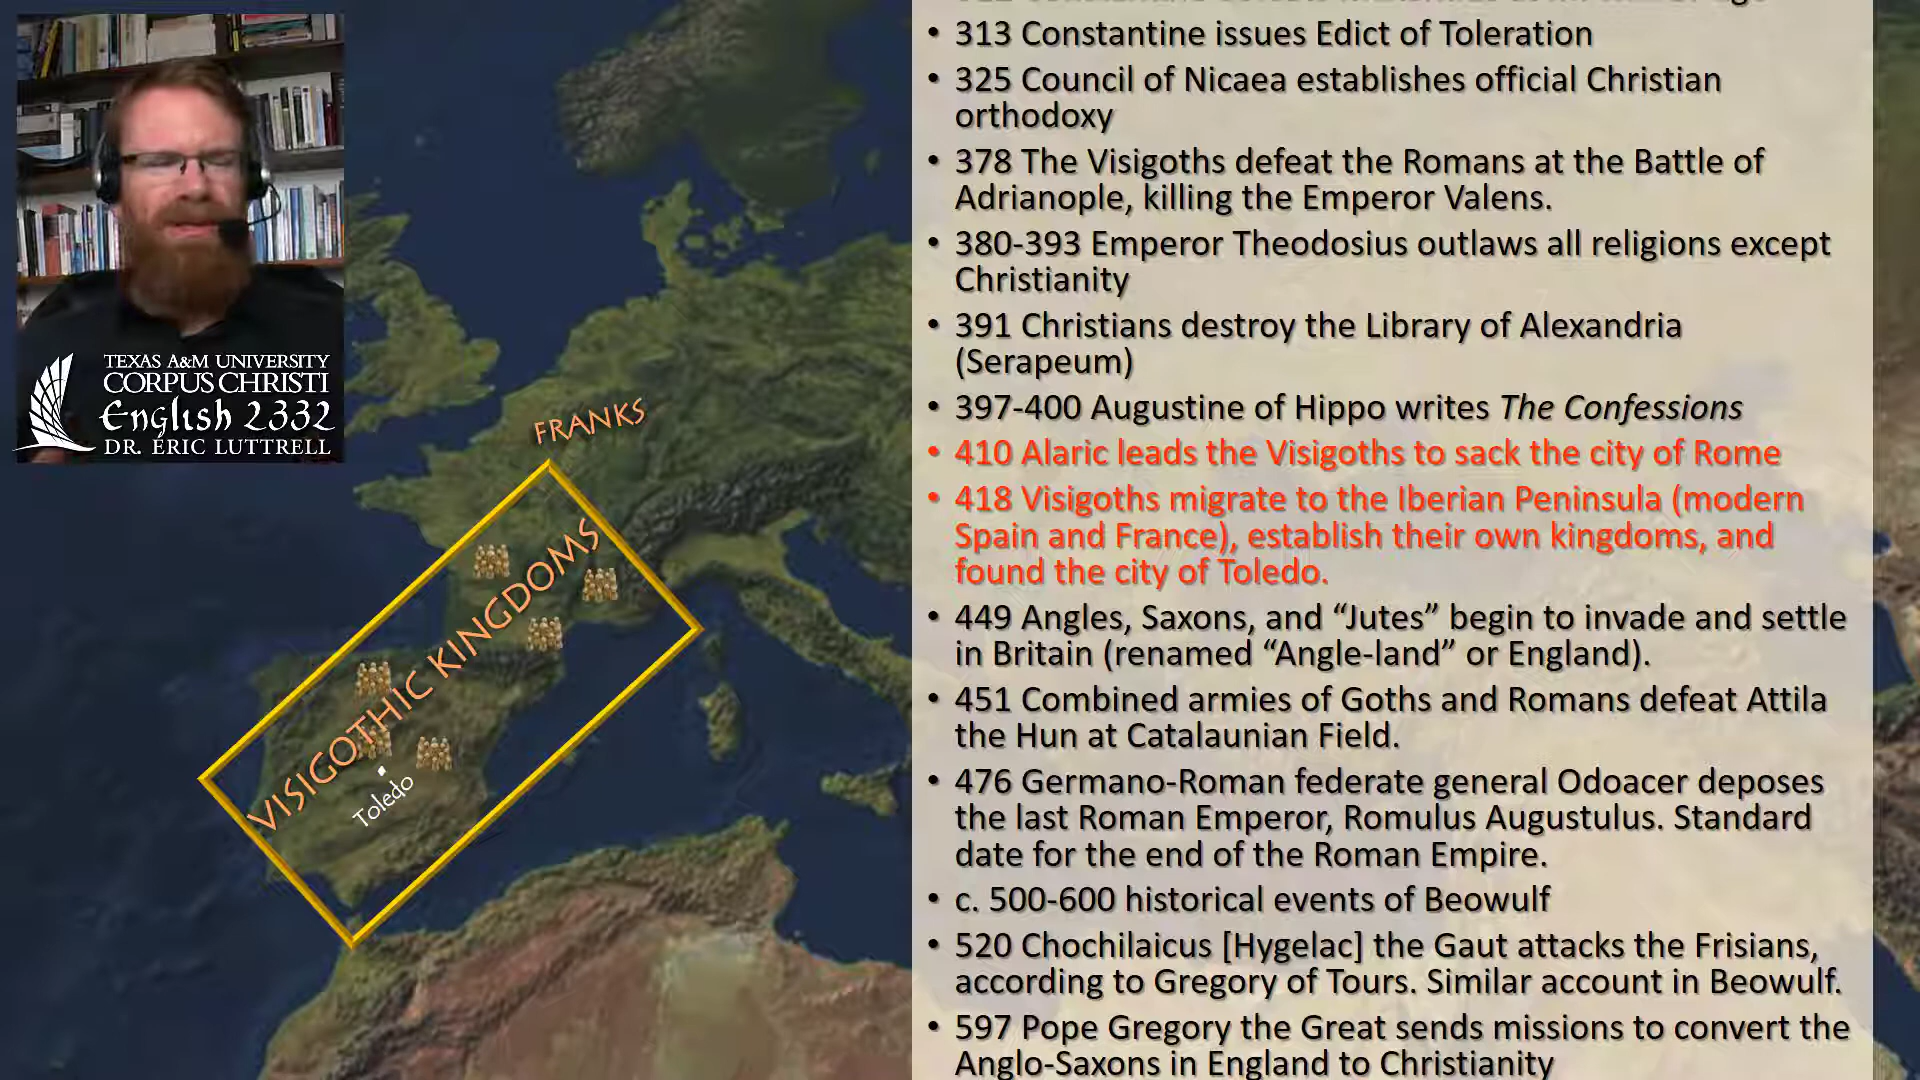 TEXAS A&M UNIVERSITY
CORPUS CHRISTI
English 2332
DR. ERIC LUTTRELL
FRANKS
VISIGOTHIC KINGDOMS
Toledo
• 313 Constantine issues Edict of Toleration
• 325 Council of Nicaea establishes official Christian
orthodoxy
• 378 The Visigoths defeat the Romans at the Battle of
Adrianople, killing the Emperor Valens.
• 380-393 Emperor Theodosius outlaws all religions except
Christianity
• 391 Christians destroy the Library of Alexandria
(Serapeum)
• 397-400 Augustine of Hippo writes The Confessions
• 410 Alaric leads the Visigoths to sack the city of Rome
• 418 Visigoths migrate to the Iberian Peninsula (modern
Spain and France), establish their own kingdoms, and
found the city of Toledo.
• 449 Angles, Saxons, and “Jutes” begin to invade and settle
in Britain (renamed “Angle-land” or England).
• 451 Combined armies of Goths and Romans defeat Attila
the Hun at Catalaunian Field.
• 476 Germano-Roman federate general Odoacer deposes
the last Roman Emperor, Romulus Augustulus. Standard
date for the end of the Roman Empire.
• c. 500-600 historical events of Beowulf
• 520 Chochilaicus [Hygelac] the Gaut attacks the Frisians,
according to Gregory of Tours. Similar account in Beowulf.
• 597 Pope Gregory the Great sends missions to convert the
Anglo-Saxons in England to Christianity